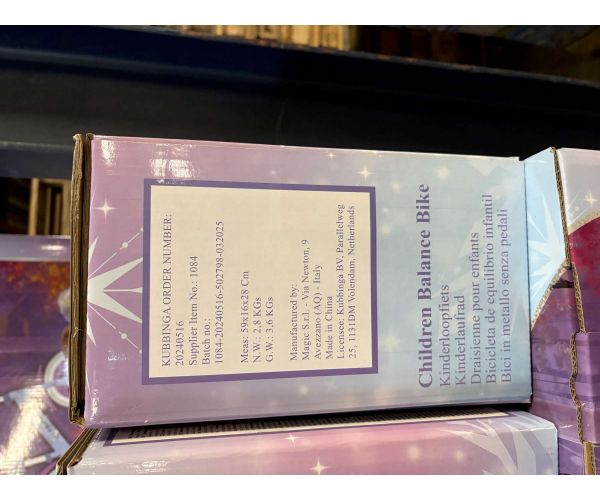 KUBBINGA ORDER NUMBER:
20240516
Supplier Item No.: 1084
Batch no.:
1084-20240516-502798-032025
Meas: 59x16x28 Cm
N.W.: 2,8 KGs
G.W.: 3,6 KGs
Manufactured by:
Magic S.r.l. - Via Newton, 9
Avezzano (AQ) - Italy
Made in China
Licensee: Kubbinga BV, Parallelweg
25, 1131DM Volendam, Netherlands
Children Balance Bike
Kinderloopfiets
Kinderlaufrad
Draisienne pour enfants
Bicicleta de equilibrio infantil
Bici in metallo senza pedali